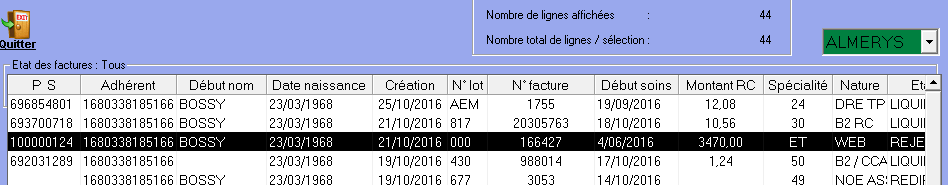 EXIT
Quitter
Nombre de lignes affichées : 44
Nombre total de lignes / sélection : 44
ALMERYS
Etat des factures : Tous
P S Adhérent Début nom Date naissance Création N° lot N° facture Début soins Montant RC Spécialité Nature Eta
696854801 1680338185166 BOSSY 23/03/1968 25/10/2016 AEM 1755 19/09/2016 12,08 24 DRE TP LIQUI
693700718 1680338185166 BOSSY 23/03/1968 21/10/2016 817 20305763 18/10/2016 10,56 30 B2 RC LIQUI
100000124 1680338185166 BOSSY 23/03/1968 21/10/2016 000 166427 4/06/2016 3470,00 ET WEB REJE
692031289 1680338185166 23/03/1968 19/10/2016 430 988014 17/10/2016 1,24 50 B2 / CCA LIQUI
1680338185166 BOSSY 23/03/1968 19/10/2016 677 3053 14/10/2016 49 NOE AS REDIF